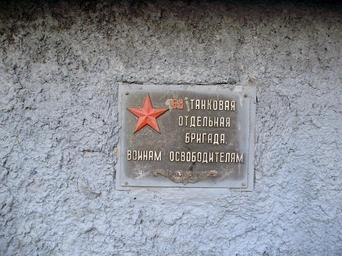 ТАНКОВАЯ
ОТДЕЛЬНАЯ
БРИГАДА
ВОИНАМ ОСВОБОДИТЕЛЯМ